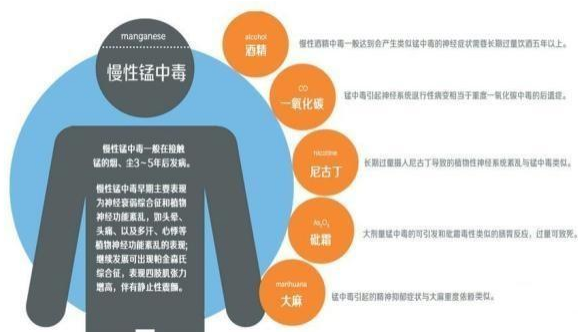 manganese
慢性锰中毒
慢性锰中毒一般在接触
锰的烟、尘3~5年后发病。
慢性锰中毒早期主要表现
为神经衰弱综合征和植物
神经功能紊乱，如头晕、
头痛、以及多汗、心悸等
植物神经功能紊乱的表现;
继续发展可出现帕金森氏
综合征，表现四肢肌张力
增高，伴有静止性震颤。
alcohol
酒精
慢性酒精中毒一般达到会产生类似锰中毒的神经症状需要长期过量饮酒五年以上。
CO
一氧化碳
锰中毒引起神经系统退行性病变相当于重度一氧化碳中毒的后遗症。
nicotine
尼古丁
长期过量摄入尼古丁导致的植物性神经系统紊乱与锰中毒类似。
As₂O₃
砒霜
大剂量锰中毒的可引发和砒霜毒性类似的肠胃反应，过量可致死。
marihuana
大麻
锰中毒引起的精神抑郁症状与大麻重度依赖类似。